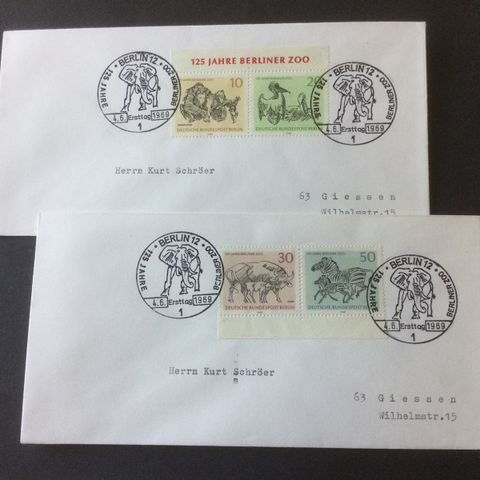 125 JAHRE BERLINER ZOO
10 20
DEUTSCHE BUNDESPOST BERLIN DEUTSCHE BUNDESPOST BERLIN
125 JAHRE • BERLIN 12 • BERLINER ZOO
4.6. Ersttag 1969
1
125 JAHRE • BERLIN 12 • BERLINER ZOO
4.6. Ersttag 1969
1
Herrn Kurt Schröer
63 Giessen
Wilhelmstr.15
30 50
DEUTSCHE BUNDESPOST BERLIN DEUTSCHE BUNDESPOST BERLIN
125 JAHRE • BERLIN 12 • BERLINER ZOO
4.6. Ersttag 1969
1
125 JAHRE • BERLIN 12 • BERLINER ZOO
4.6. Ersttag 1969
1
Herrn Kurt Schröer
63 Giessen
Wilhelmstr.15